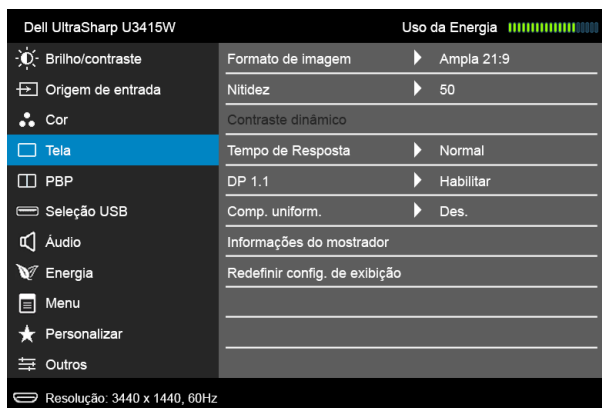 Dell UltraSharp U3415W Uso da Energia
Brilho/contraste Formato de imagem Ampla 21:9
Origem de entrada Nitidez 50
Cor Contraste dinâmico
Tela Tempo de Resposta Normal
PBP DP 1.1 Habilitar
Seleção USB Comp. uniform. Des.
Áudio Informações do mostrador
Energia Redefinir config. de exibição
Menu
Personalizar
Outros
Resolução: 3440 x 1440, 60Hz